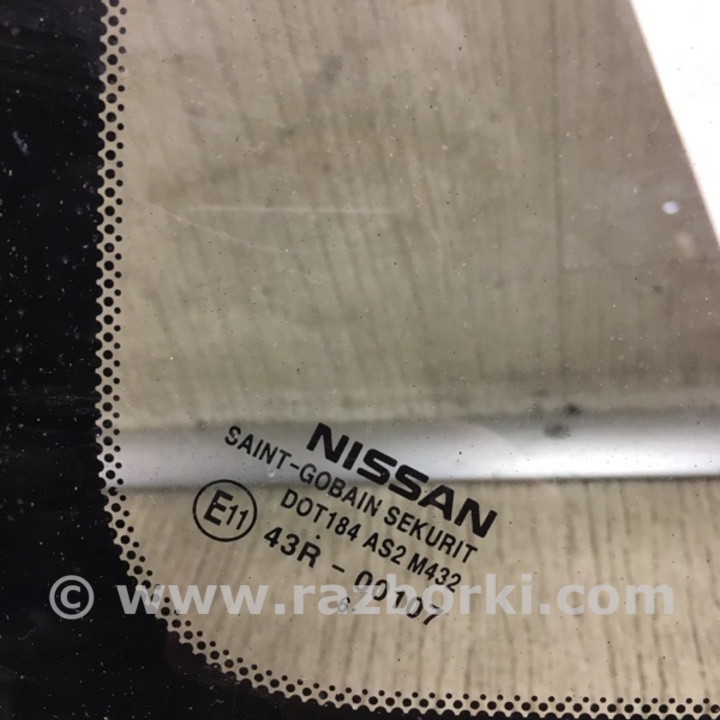 NISSAN
SAINT-GOBAIN SEKURIT
DOT184 AS2 M432
E11 43R - 00107
© www.razborki.com